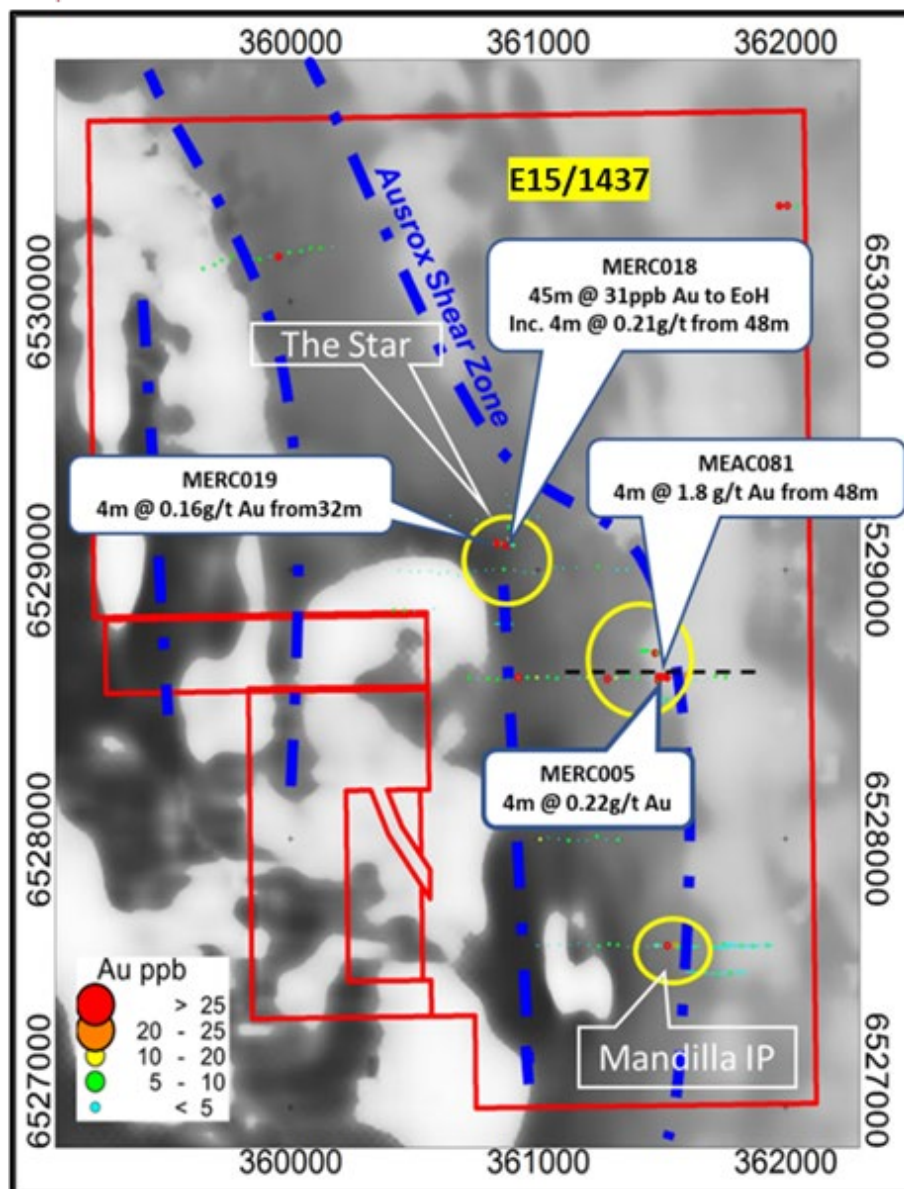 360000 361000 362000
E15/1437
Ausrox Shear Zone
6530000
6530000
MERC018
45m @ 31ppb Au to EoH
Inc. 4m @ 0.21g/t from 48m
The Star
MERC019
4m @ 0.16g/t Au from32m
MEAC081
4m @ 1.8 g/t Au from 48m
6529000
6529000
MERC005
4m @ 0.22g/t Au
6528000
6528000
Au ppb
> 25
20 - 25
10 - 20
5 - 10
< 5
Mandilla IP
6527000
6527000
360000 361000 362000